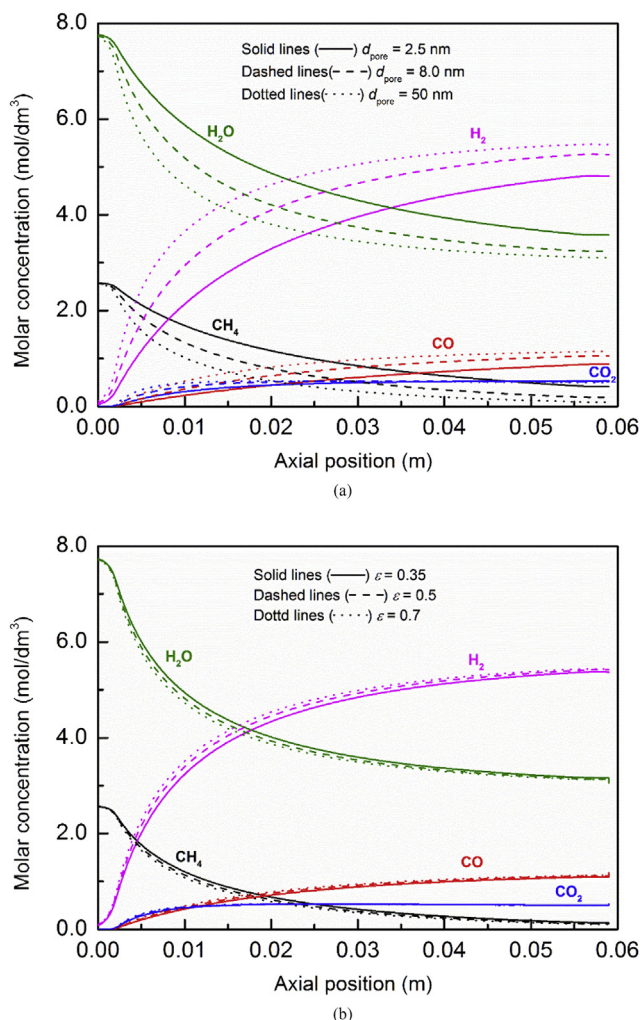 8.0
Solid lines (——) d_pore = 2.5 nm
Dashed lines(– – –) d_pore = 8.0 nm
Dotted lines(· · ·) d_pore = 50 nm
H₂O
H₂
6.0
4.0
CH₄
2.0
CO
CO₂
0.0
0.00 0.01 0.02 0.03 0.04 0.05 0.06
Molar concentration (mol/dm³)
Axial position (m)
(a)
8.0
Solid lines (——) ε = 0.35
Dashed lines (– – –) ε = 0.5
Dottd lines (· · ·) ε = 0.7
H₂O
H₂
6.0
4.0
2.0
CH₄
CO
CO₂
0.0
0.00 0.01 0.02 0.03 0.04 0.05 0.06
Molar concentration (mol/dm³)
Axial position (m)
(b)